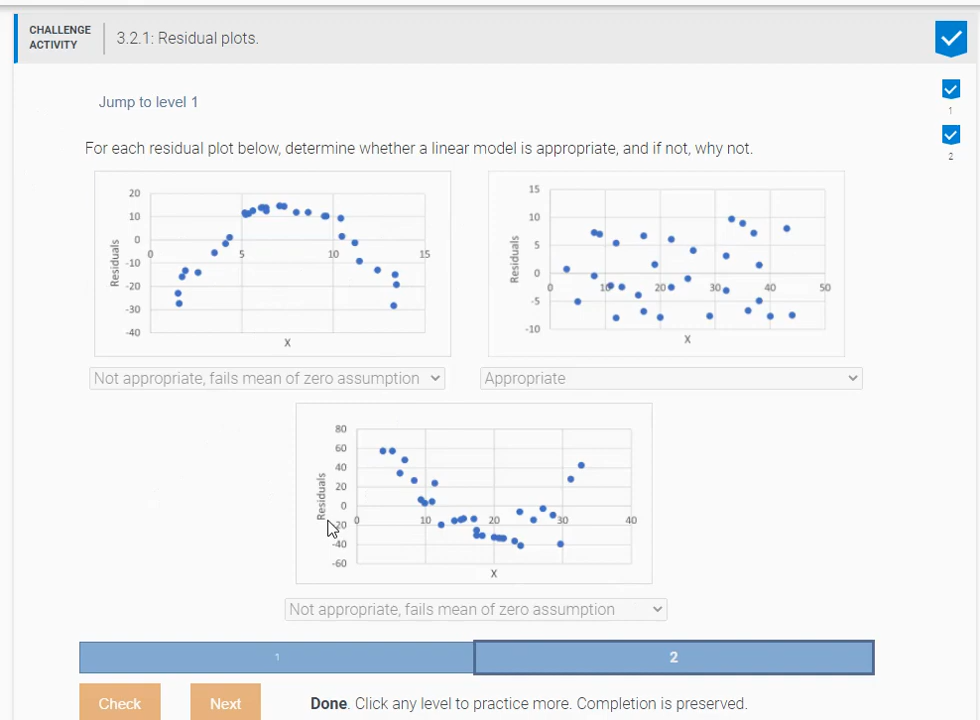 CHALLENGE
ACTIVITY
3.2.1: Residual plots.
1
2
Jump to level 1
For each residual plot below, determine whether a linear model is appropriate, and if not, why not.
20
10
0
-10
-20
-30
-40
0
5
10
15
Residuals
X
15
10
5
0
-5
-10
0
10
20
30
40
50
Residuals
X
Not appropriate, fails mean of zero assumption
Appropriate
80
60
40
20
0
-20
-40
-60
0
10
20
30
40
Residuals
X
Not appropriate, fails mean of zero assumption
1
2
Check
Next
Done. Click any level to practice more. Completion is preserved.